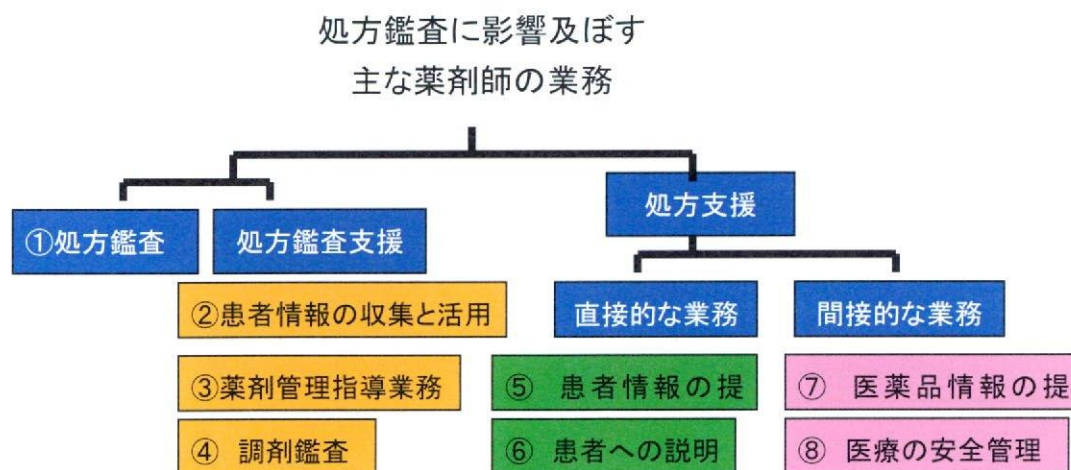 処方鑑査に影響及ぼす
主な薬剤師の業務
①処方鑑査
処方鑑査支援
処方支援
②患者情報の収集と活用
直接的な業務
間接的な業務
③薬剤管理指導業務
⑤ 患者情報の提
⑦ 医薬品情報の提
④ 調剤鑑査
⑥ 患者への説明
⑧ 医療の安全管理